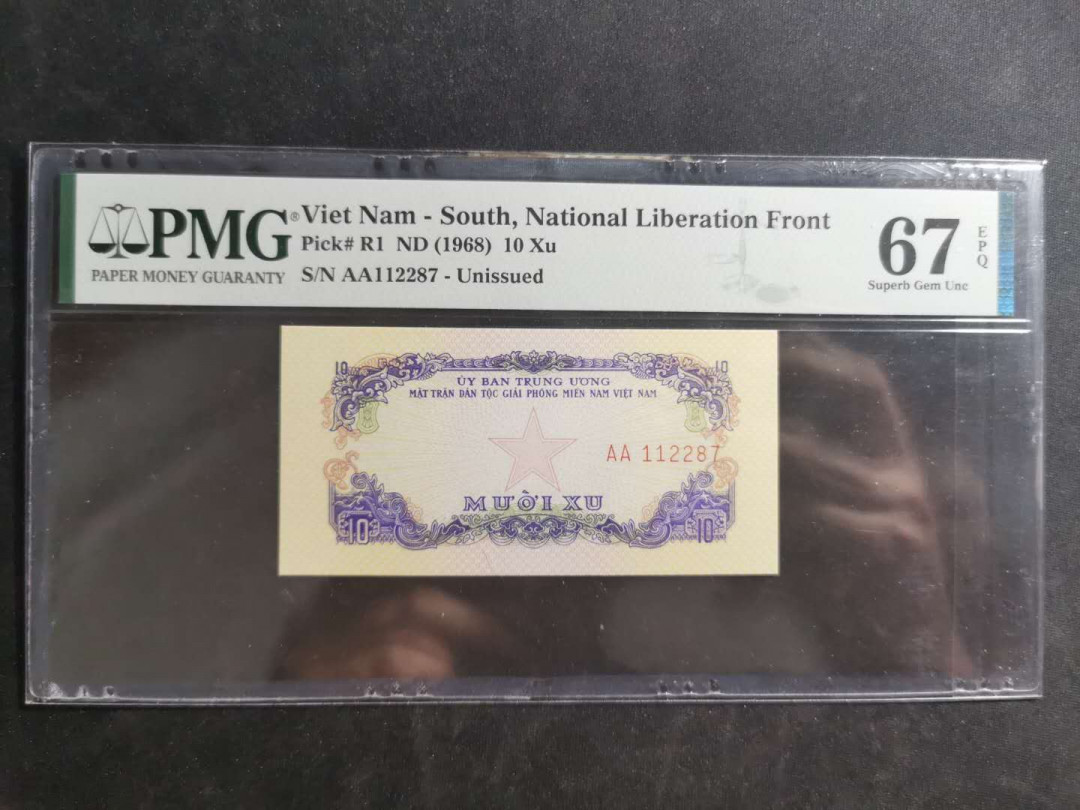 PMG®
PAPER MONEY GUARANTY
Viet Nam - South, National Liberation Front
Pick# R1 ND (1968) 10 Xu
S/N AA112287 - Unissued
67
EPQ
Superb Gem Unc
10 10
ỦY BAN TRUNG ƯƠNG
MẶT TRẬN DÂN TỘC GIẢI PHÓNG MIỀN NAM VIỆT NAM
AA 112287
MƯỜI XU
10 10